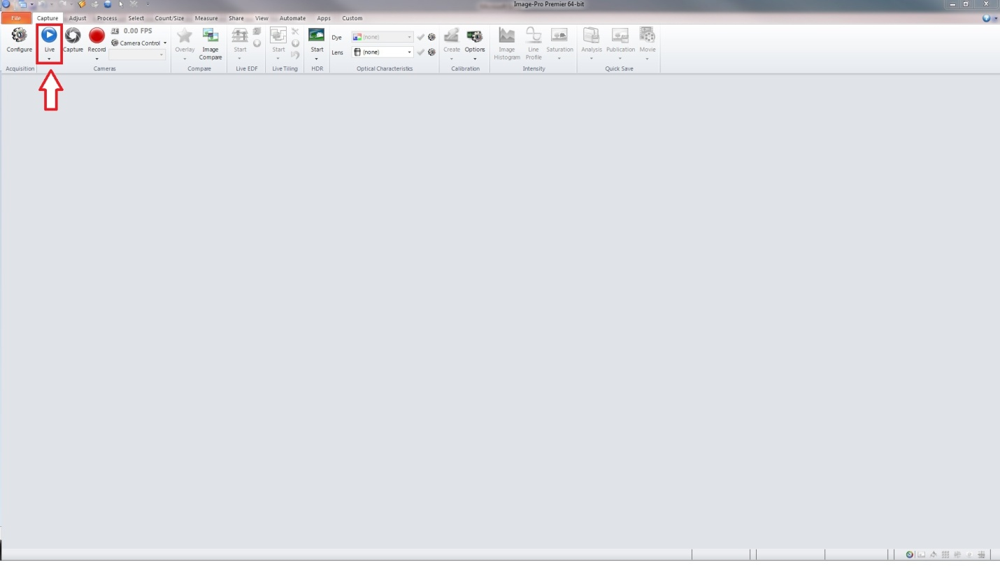 Image-Pro Premier 64-bit
File Capture Adjust Process Select Count/Size Measure Share View Automate Apps Custom
0.00 FPS
Camera Control
Dye (none)
Lens (none)
Configure Live Capture Record Overlay Image Compare Start Start Start Create Options Image Histogram Line Profile Saturation Analysis Publication Movie
Acquisition Cameras Compare Live EDF Live Tiling HDR Optical Characteristics Calibration Intensity Quick Save